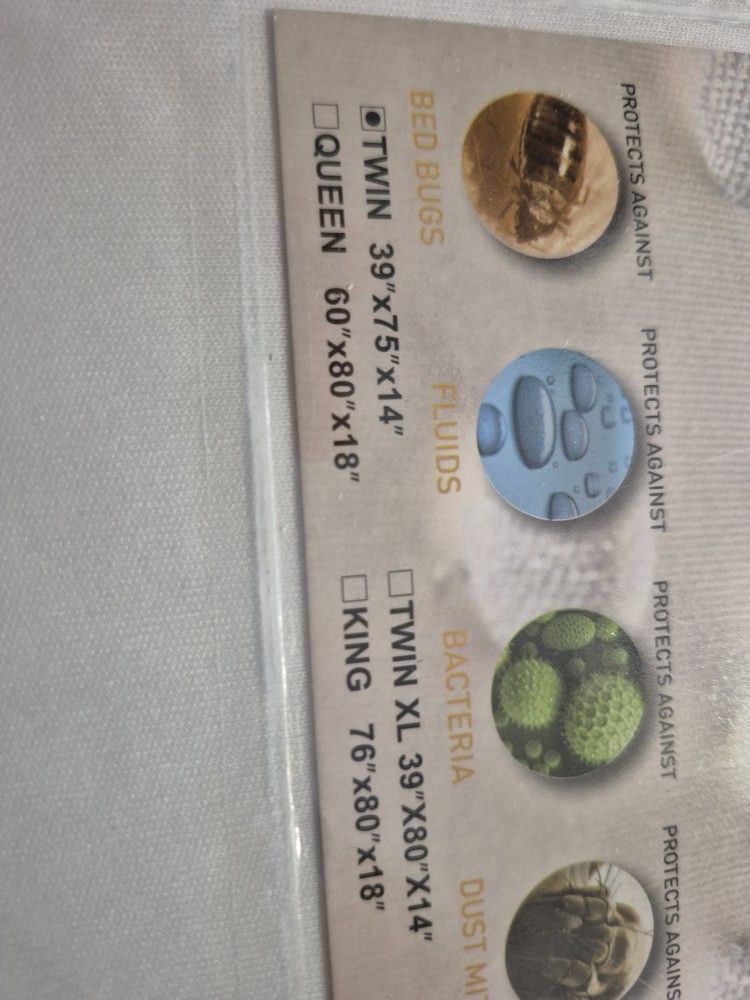 PROTECTS AGAINST PROTECTS AGAINST PROTECTS AGAINST PROTECTS AGAINS
BED BUGS FLUIDS BACTERIA DUST MI
TWIN 39"x75"x14" TWIN XL 39"X80"X14"
QUEEN 60"x80"x18" KING 76"x80"x18"